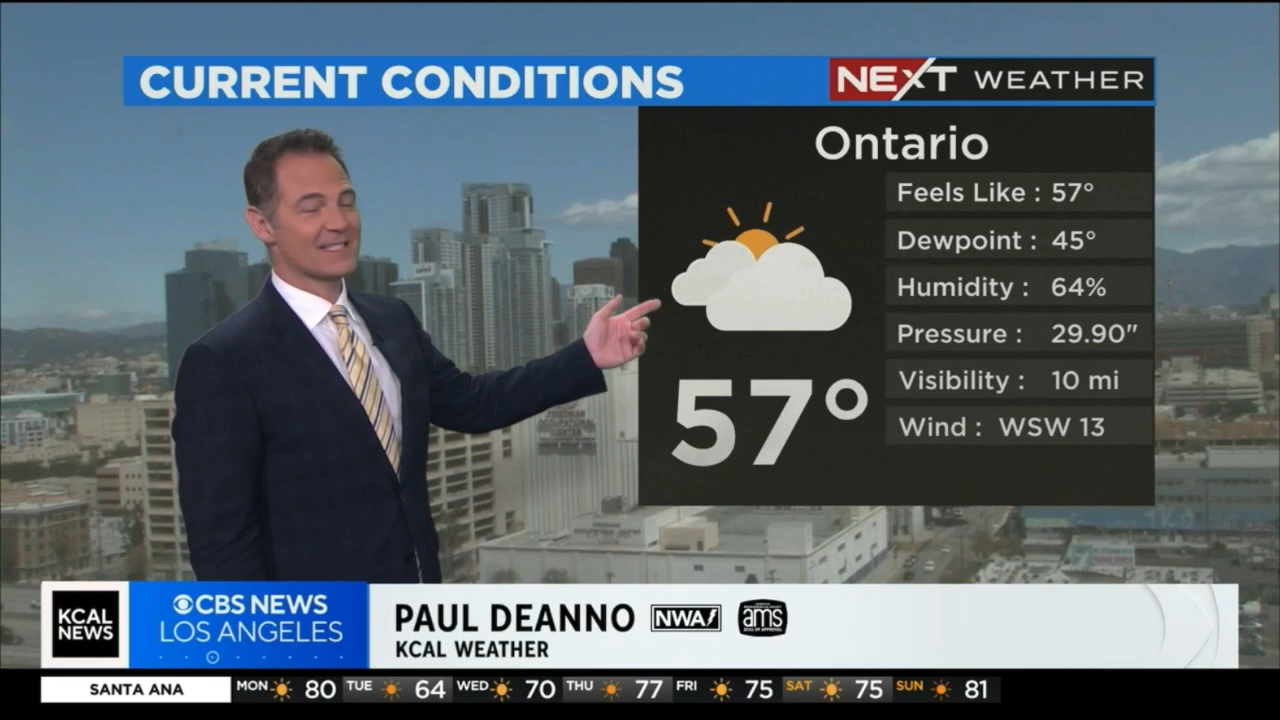 CURRENT CONDITIONS
NEXT WEATHER
Ontario
Feels Like : 57°
Dewpoint : 45°
Humidity : 64%
Pressure : 29.90"
Visibility : 10 mi
Wind : WSW 13
57°
KCAL NEWS
CBS NEWS
LOS ANGELES
PAUL DEANNO NWA ams
KCAL WEATHER
SANTA ANA MON 80 TUE 64 WED 70 THU 77 FRI 75 SAT 75 SUN 81